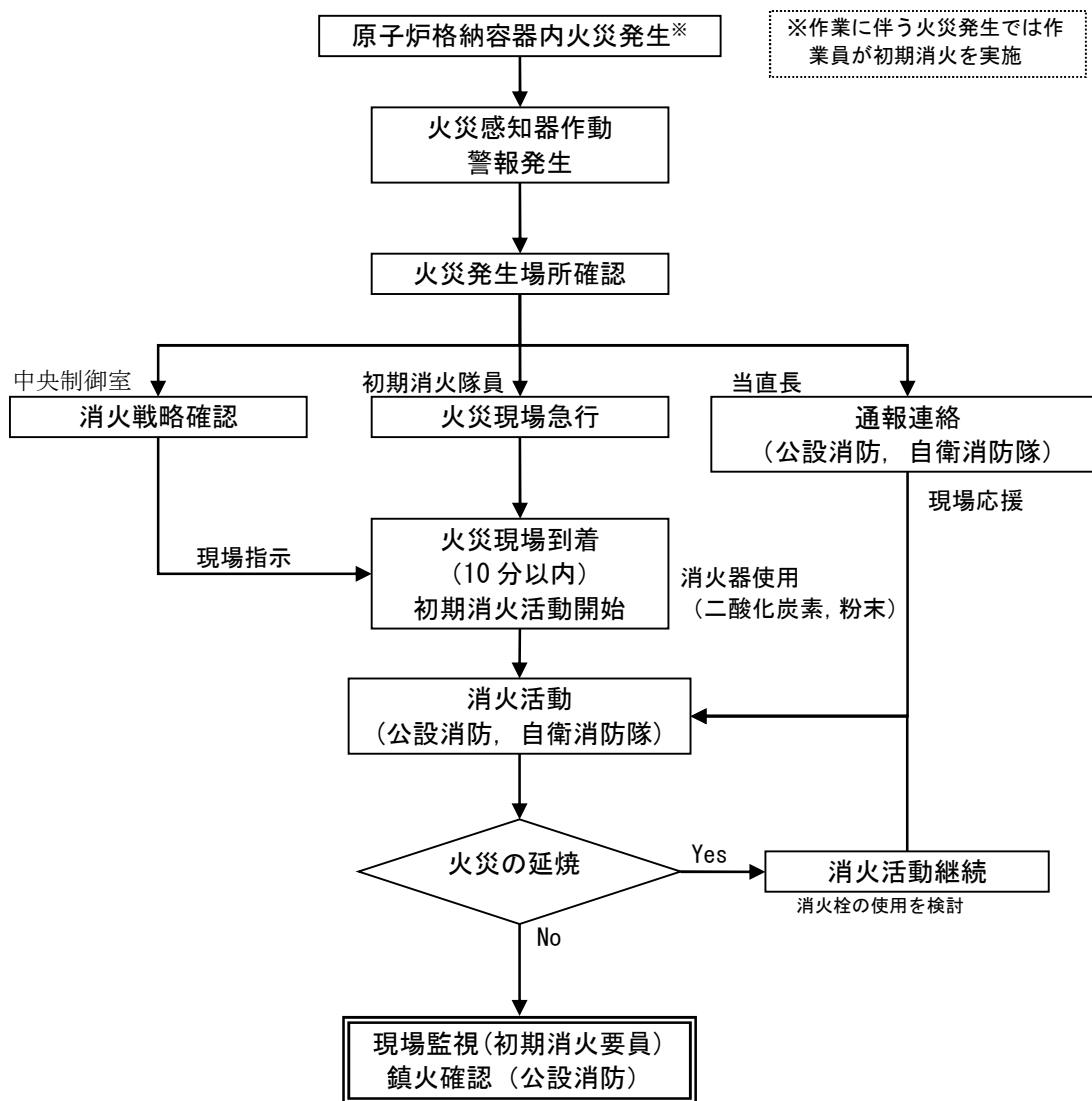 原子炉格納容器内火災発生※
※作業に伴う火災発生では作
業員が初期消火を実施
火災感知器作動
警報発生
火災発生場所確認
中央制御室
消火戦略確認
初期消火隊員
火災現場急行
当直長
通報連絡
(公設消防, 自衛消防隊)
現場応援
現場指示
火災現場到着
(10 分以内)
初期消火活動開始
消火器使用
(二酸化炭素, 粉末)
消火活動
(公設消防, 自衛消防隊)
火災の延焼
Yes
消火活動継続
消火栓の使用を検討
No
現場監視(初期消火要員)
鎮火確認 (公設消防)